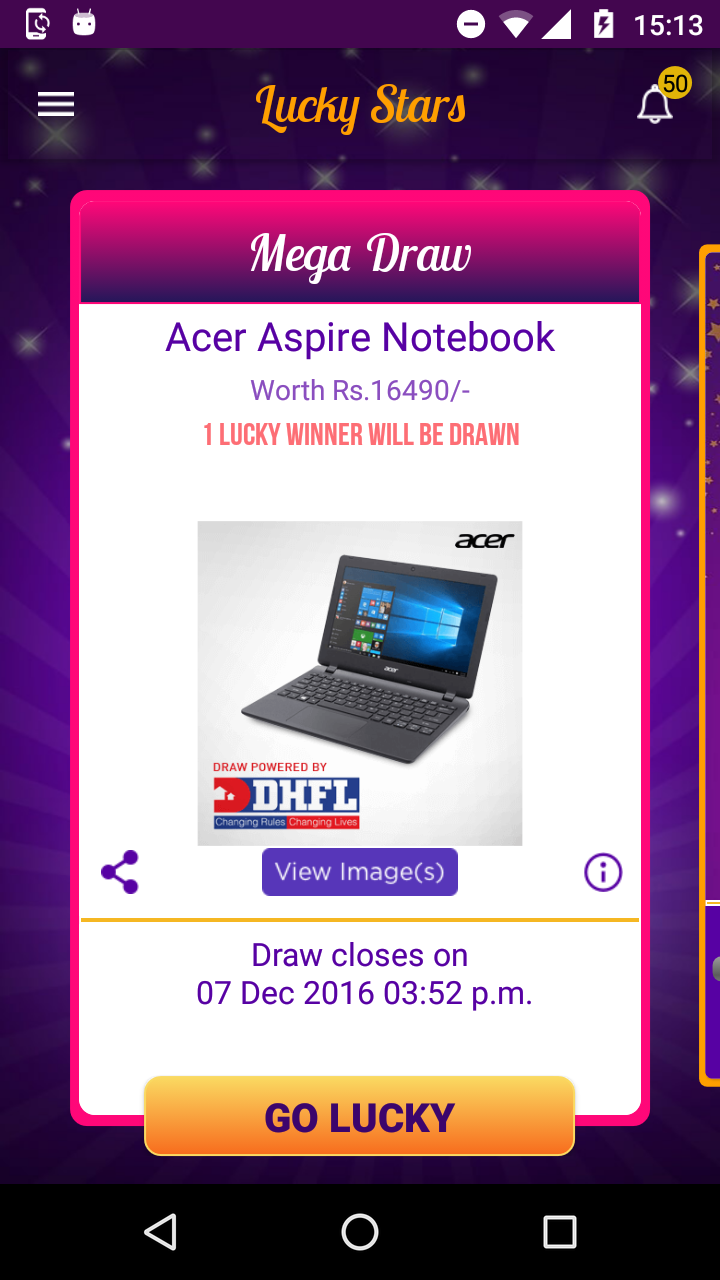 15:13
Lucky Stars
50
Mega Draw
Acer Aspire Notebook
Worth Rs.16490/-
1 LUCKY WINNER WILL BE DRAWN
acer
acer
DRAW POWERED BY
DHFL
Changing Rules Changing Lives
View Image(s)
Draw closes on
07 Dec 2016 03:52 p.m.
GO LUCKY